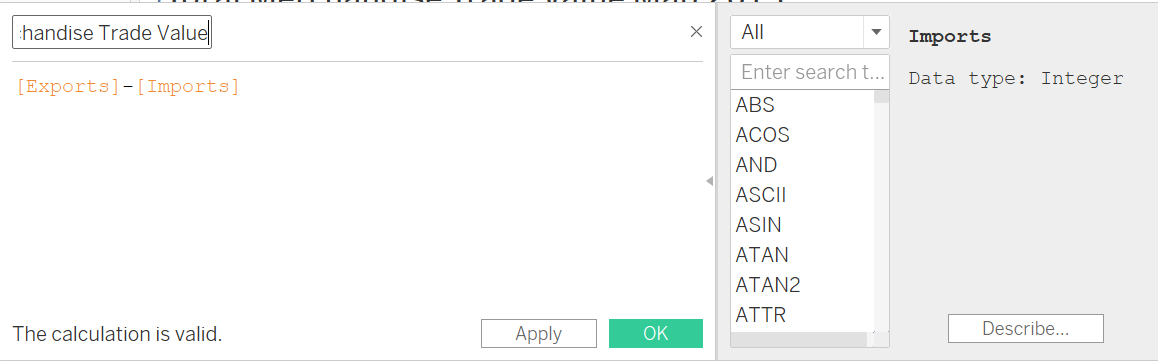 :handise Trade Value
[Exports]-[Imports]
The calculation is valid.
Apply
OK
All
Enter search t...
ABS
ACOS
AND
ASCII
ASIN
ATAN
ATAN2
ATTR
Imports
Data type: Integer
Describe...